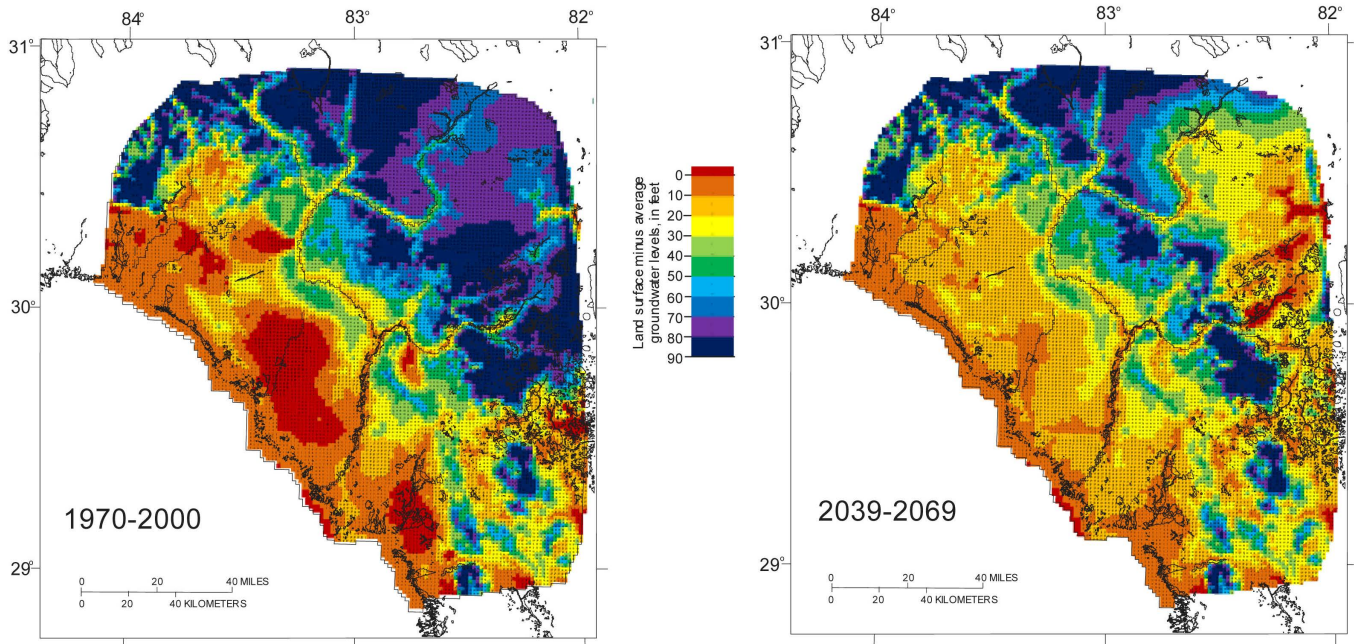 84° 83° 82°
84° 83° 82°
31°
31°
30°
30°
29°
29°
Land surface minus average
groundwater levels, in feet
0
10
20
30
40
50
60
70
80
90
1970-2000
0 20 40 MILES
0 20 40 KILOMETERS
2039-2069
0 20 40 MILES
0 20 40 KILOMETERS